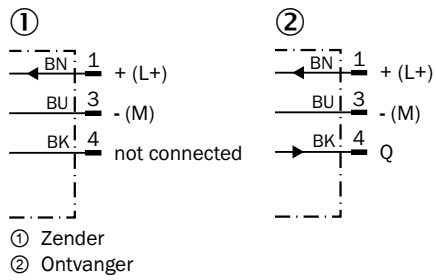 ①
BN 1 + (L+)
BU 3 - (M)
BK 4 not connected
②
BN 1 + (L+)
BU 3 - (M)
BK 4 Q
① Zender
② Ontvanger